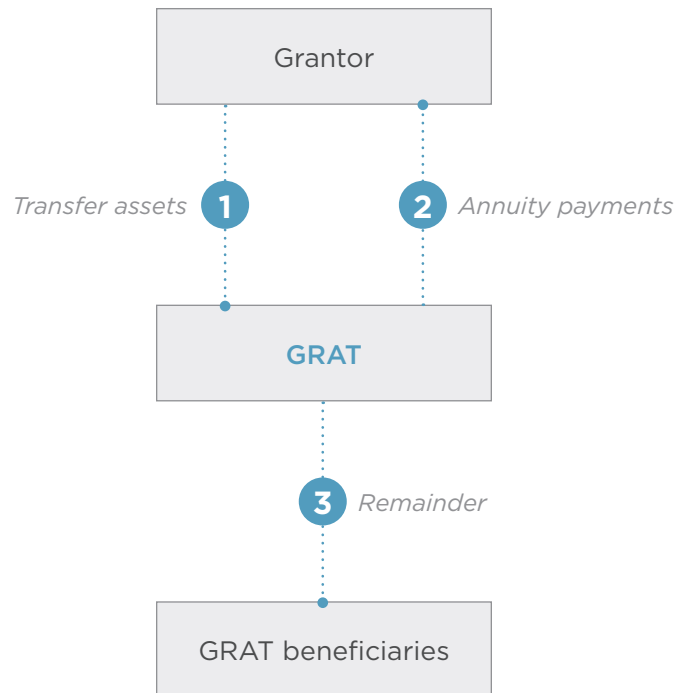 Grantor
Transfer assets 1 2 Annuity payments
GRAT
3 Remainder
GRAT beneficiaries